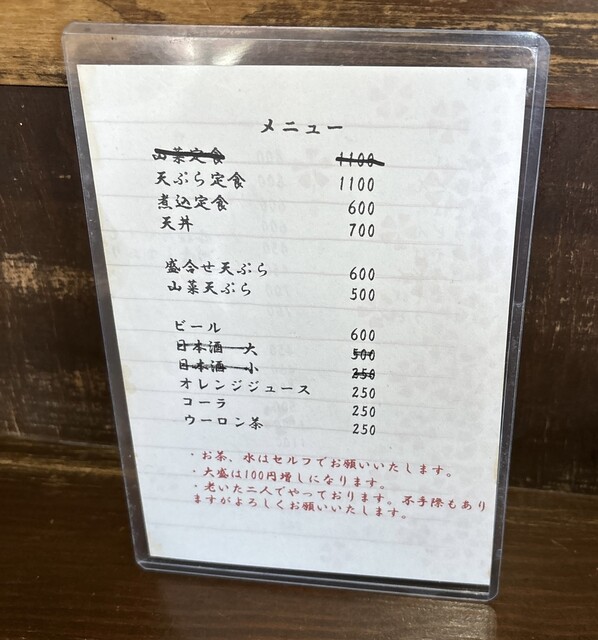 メニュー
山菜定食 1100
天ぷら定食 1100
煮込定食 600
天丼 700
盛合せ天ぷら 600
山菜天ぷら 500
ビール 600
日本酒 大 500
日本酒 小 250
オレンジジュース 250
コーラ 250
ウーロン茶 250
・お茶、水はセルフでお願いいたします。
・大盛は100円増しになります。
・老いた二人でやっております。不手際もあり
ますがよろしくお願いいたします。